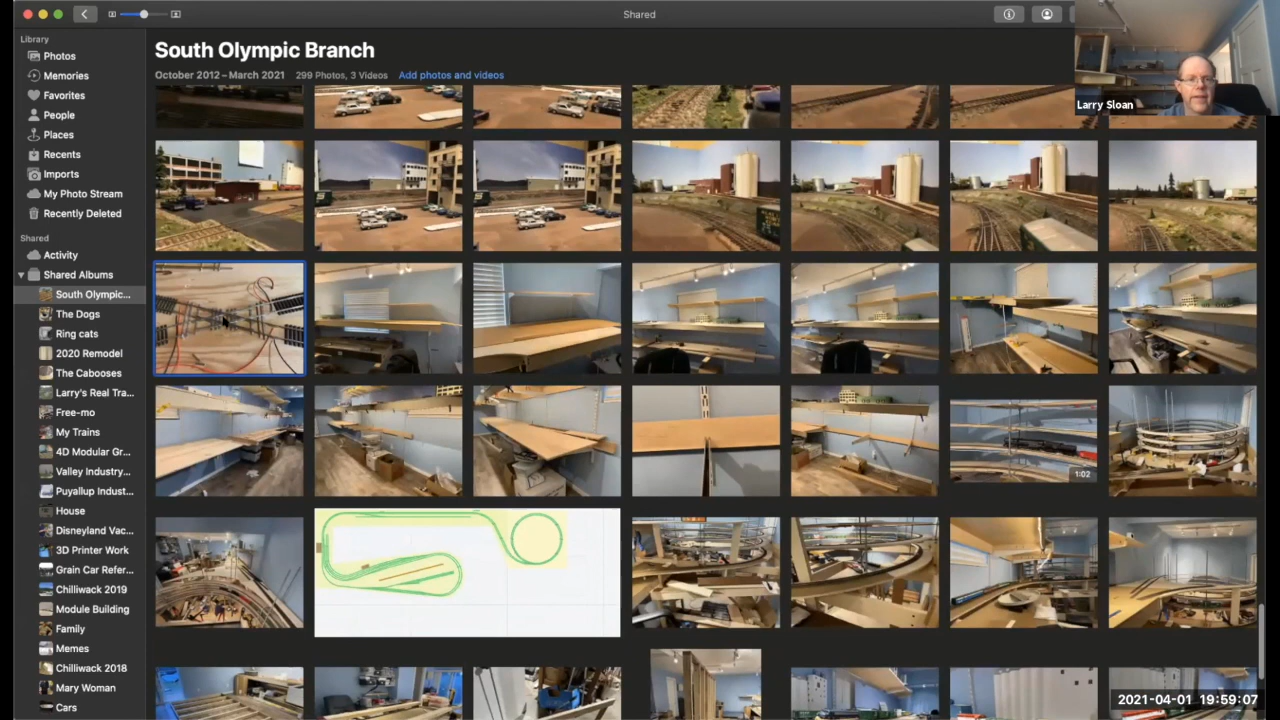 Shared
Library
Photos
Memories
Favorites
People
Places
Recents
Imports
My Photo Stream
Recently Deleted
Shared
Activity
Shared Albums
South Olympic...
The Dogs
Ring cats
2020 Remodel
The Cabooses
Larry's Real Tra...
Free-mo
My Trains
4D Modular Gr...
Valley Industry...
Puyallup Indust...
House
Disneyland Vac...
3D Printer Work
Grain Car Refer...
Chilliwack 2019
Module Building
Family
Memes
Chilliwack 2018
Mary Woman
Cars
South Olympic Branch
October 2012 – March 2021 299 Photos, 3 Videos Add photos and videos
Larry Sloan
1:02
2021-04-01 19:59:07